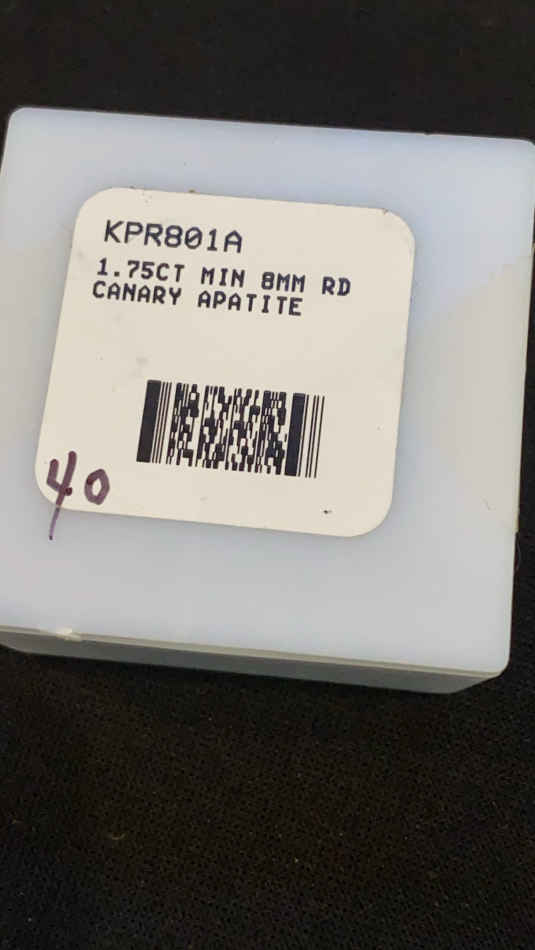 KPR801A
1.75CT MIN 8MM RD
CANARY APATITE
40